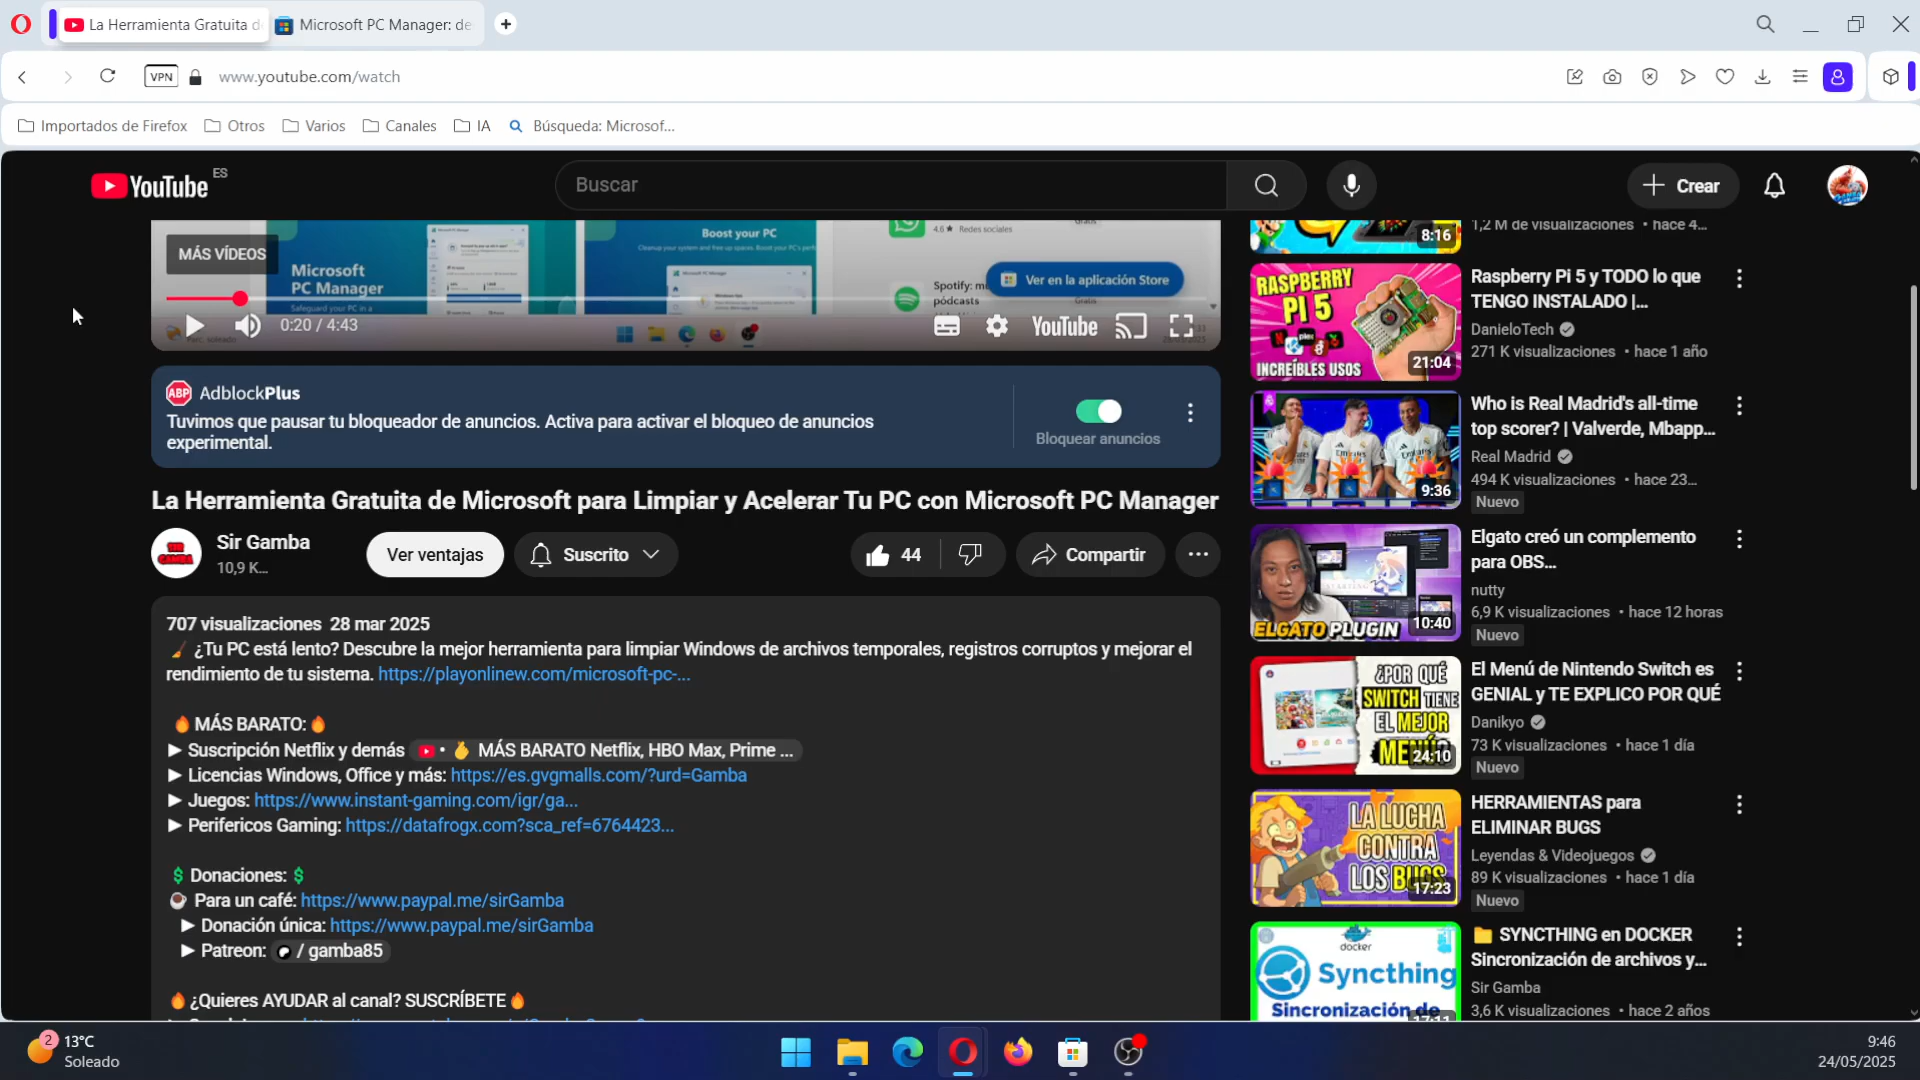 La Herramienta Gratuita d
Microsoft PC Manager: de
VPN
www.youtube.com/watch
Importados de Firefox
Otros
Varios
Canales
IA
Búsqueda: Microsof...
YouTube ES
Buscar
Crear
MÁS VÍDEOS
Microsoft
PC Manager
Safeguard your PC in a
Boost your PC
4.6★ Redes sociales
Ver en la aplicación Store
Spotify: mú
pódcasts
0:20 / 4:43
YouTube
ABP AdblockPlus
Tuvimos que pausar tu bloqueador de anuncios. Activa para activar el bloqueo de anuncios
experimental.
Bloquear anuncios
La Herramienta Gratuita de Microsoft para Limpiar y Acelerar Tu PC con Microsoft PC Manager
Sir Gamba
10,9 K...
Ver ventajas
Suscrito
44
Compartir
707 visualizaciones 28 mar 2025
🧹 ¿Tu PC está lento? Descubre la mejor herramienta para limpiar Windows de archivos temporales, registros corruptos y mejorar el
rendimiento de tu sistema. https://playonlinew.com/microsoft-pc-...
🔥 MÁS BARATO: 🔥
► Suscripción Netflix y demás • 🫰 MÁS BARATO Netflix, HBO Max, Prime ...
► Licencias Windows, Office y más: https://es.gvgmalls.com/?urd=Gamba
► Juegos: https://www.instant-gaming.com/igr/ga...
► Perifericos Gaming: https://datafrogx.com?sca_ref=6764423...
💲 Donaciones: 💲
☕ Para un café: https://www.paypal.me/sirGamba
► Donación única: https://www.paypal.me/sirGamba
► Patreon: / gamba85
🔥 ¿Quieres AYUDAR al canal? SUSCRÍBETE 🔥
8:16
1,2 M de visualizaciones • hace 4...
RASPBERRY
PI 5
INCREÍBLES USOS
21:04
Raspberry Pi 5 y TODO lo que
TENGO INSTALADO |...
DanieloTech
271 K visualizaciones • hace 1 año
9:36
Who is Real Madrid's all-time
top scorer? | Valverde, Mbapp...
Real Madrid
494 K visualizaciones • hace 23...
Nuevo
ELGATO PLUGIN
10:40
Elgato creó un complemento
para OBS...
nutty
6,9 K visualizaciones • hace 12 horas
Nuevo
¿POR QUÉ
SWITCH TIENE
EL MEJOR
MENÚ?
24:10
El Menú de Nintendo Switch es
GENIAL y TE EXPLICO POR QUÉ
Danikyo
73 K visualizaciones • hace 1 día
Nuevo
LA LUCHA
CONTRA
LOS BUGS
17:23
HERRAMIENTAS para
ELIMINAR BUGS
Leyendas & Videojuegos
89 K visualizaciones • hace 1 día
Nuevo
docker
Syncthing
Sincronización de
17:11
📁 SYNCTHING en DOCKER
Sincronización de archivos y...
Sir Gamba
3,6 K visualizaciones • hace 2 años
2
13°C
Soleado
9:46
24/05/2025